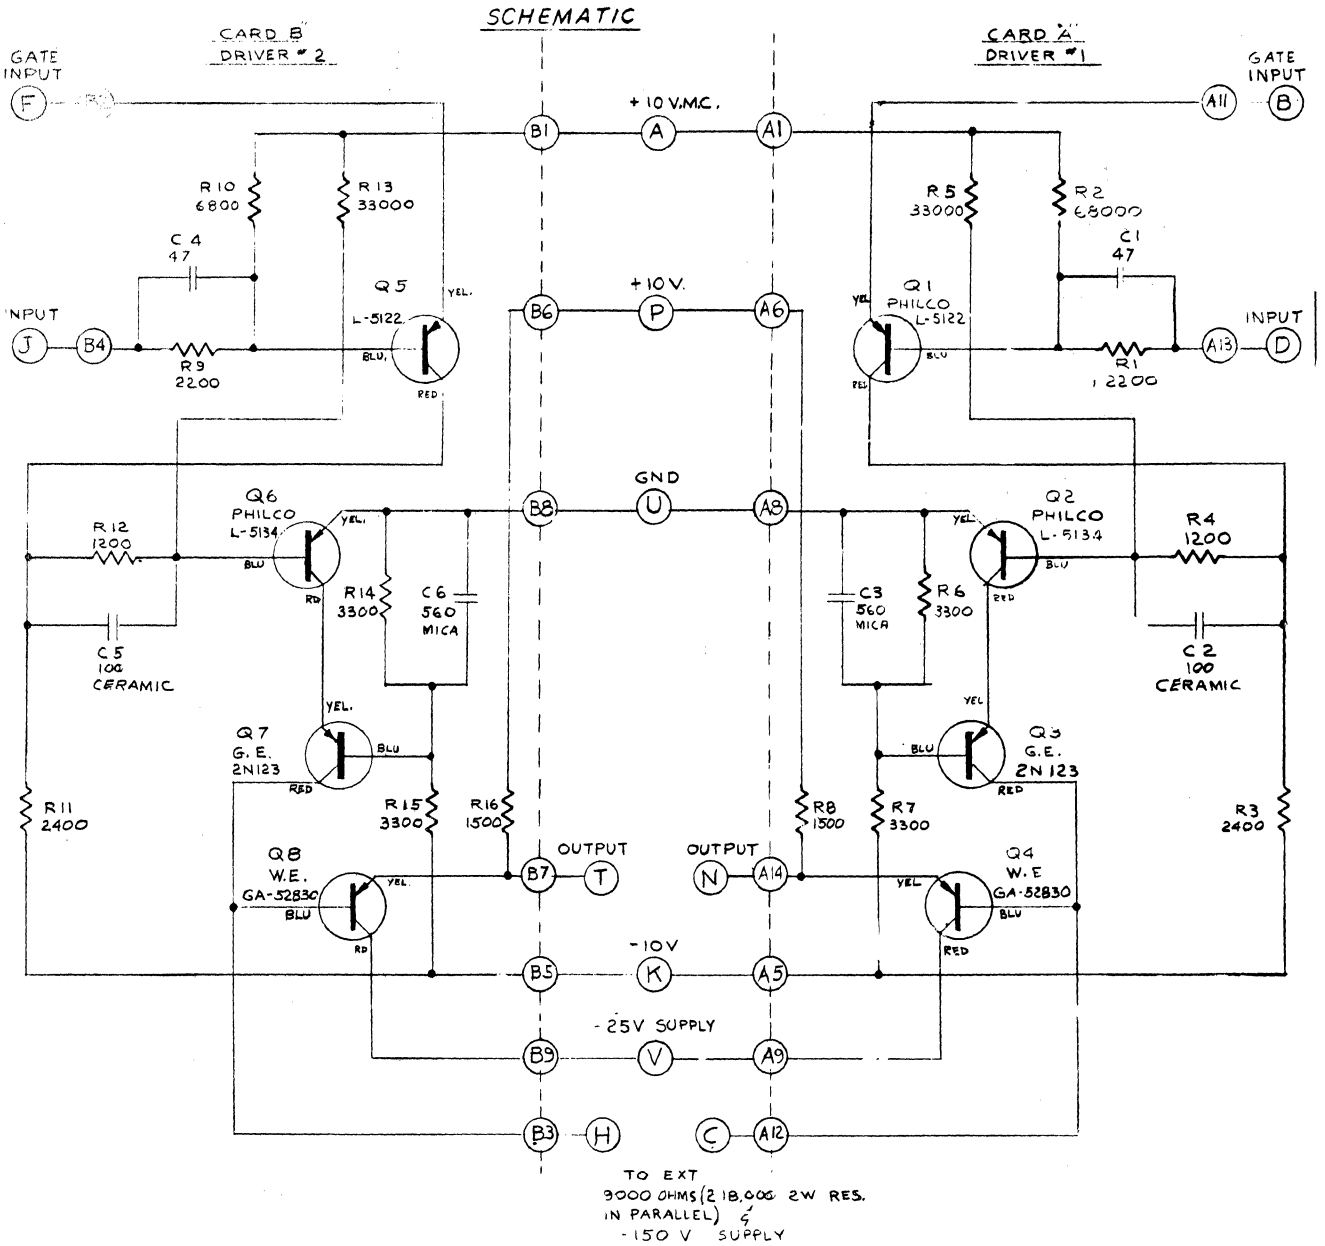 SCHEMATIC
CARD "B"
DRIVER #2
CARD "A"
DRIVER #1
GATE
INPUT
F
+10 V.M.C.
B1
A
A1
GATE
INPUT
A11
B
R10
6800
R13
33000
R5
33000
R2
68000
C4
47
C1
47
Q5
L-5122
YEL.
BLU.
RED
+10V.
B6
P
A6
Q1
PHILCO
L-5122
YEL
BLU
RED
INPUT
J
B4
R9
2200
R1
2200
A13
INPUT
D
GND
B8
U
A8
Q6
PHILCO
L-5134
YEL.
BLU
RD
R12
1200
Q2
PHILCO
L-5134
YEL
BLU
RED
R4
1200
R14
3300
C6
560
MICA
C3
560
MICA
R6
3300
C5
100
CERAMIC
C2
100
CERAMIC
Q7
G.E.
2N123
YEL.
BLU
RED
Q3
G.E.
2N123
YEL
BLU
RED
R11
2400
R15
3300
R16
1500
R8
1500
R7
3300
R3
2400
Q8
W.E.
GA-52830
YEL.
BLU
RD
OUTPUT
B7
T
OUTPUT
N
A14
Q4
W.E
GA-52830
YEL
BLU
RED
-10V
B5
K
A5
-25V SUPPLY
B9
V
A9
B3
H
C
A12
TO EXT
9000 OHMS (2 18,000 2W RES.
IN PARALLEL) &
-150 V SUPPLY